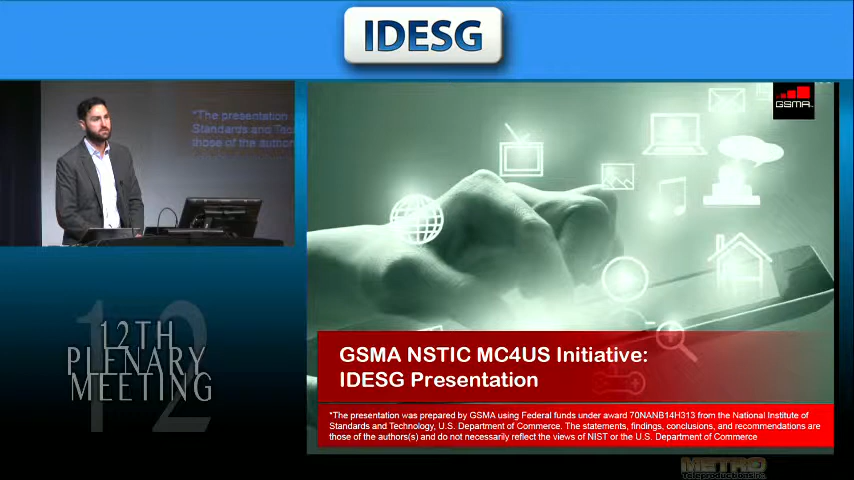 IDESG
*The presentation
Standards and Tec
those of the author
GSMA
12
12TH
PLENARY
MEETING
GSMA NSTIC MC4US Initiative:
IDESG Presentation
*The presentation was prepared by GSMA using Federal funds under award 70NANB14H313 from the National Institute of
Standards and Technology, U.S. Department of Commerce. The statements, findings, conclusions, and recommendations are
those of the authors(s) and do not necessarily reflect the views of NIST or the U.S. Department of Commerce
METRO
Teleproductions Inc